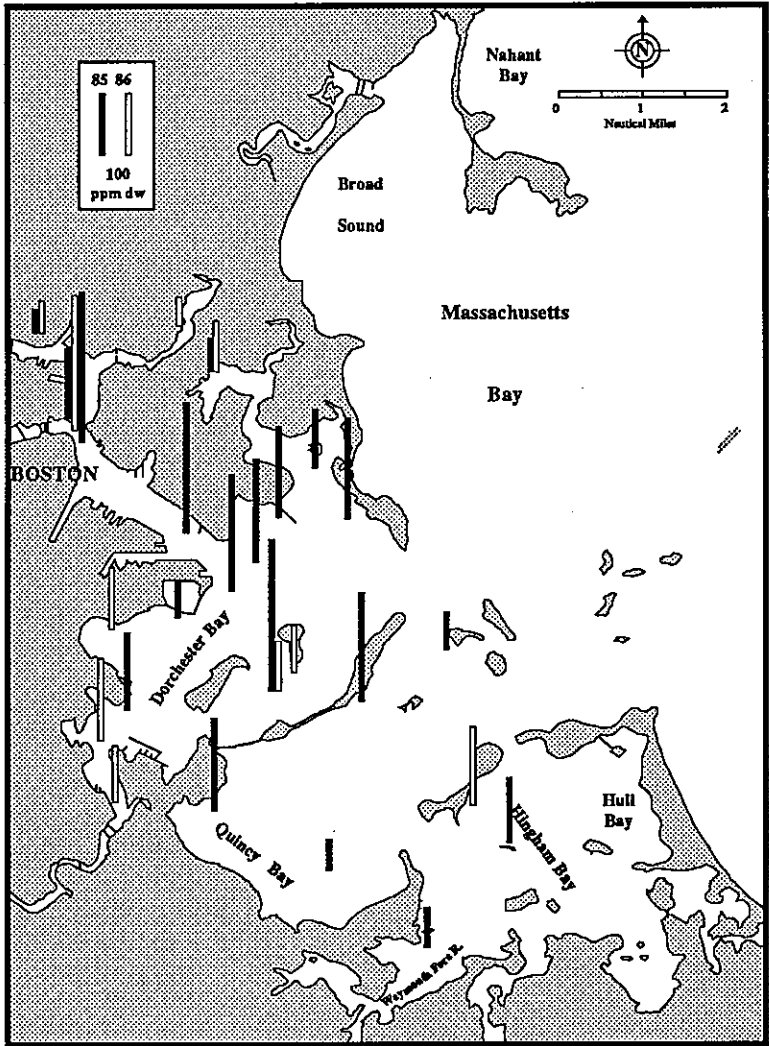 Nahant
Bay
N
0 1 2
Nautical Miles
85 86
100
ppm dw
Broad
Sound
Massachusetts
Bay
BOSTON
Dorchester Bay
Hull
Bay
Hingham Bay
Quincy Bay
Weymouth Fore R.